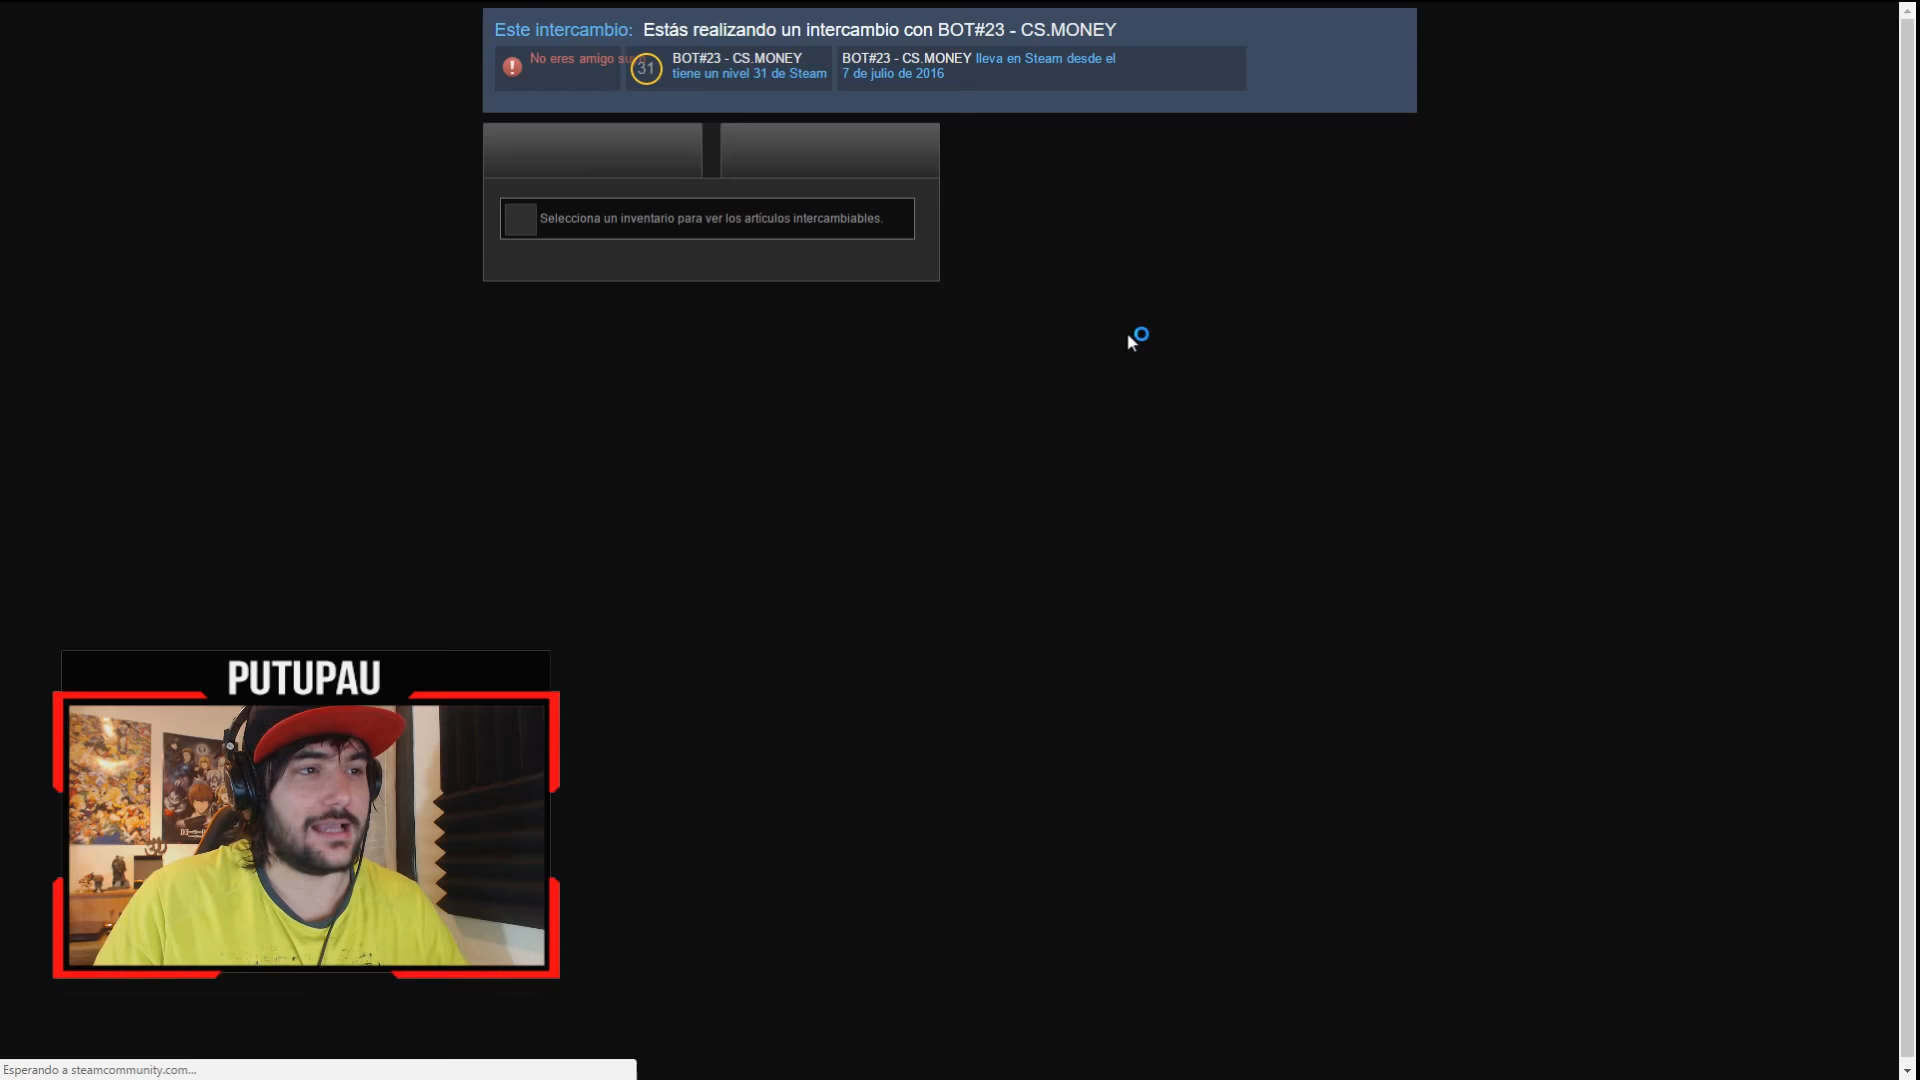 Este intercambio: Estás realizando un intercambio con BOT#23 - CS.MONEY
No eres amigo su
31
BOT#23 - CS.MONEY
tiene un nivel 31 de Steam
BOT#23 - CS.MONEY lleva en Steam desde el
7 de julio de 2016
Selecciona un inventario para ver los artículos intercambiables.
PUTUPAU
Esperando a steamcommunity.com...